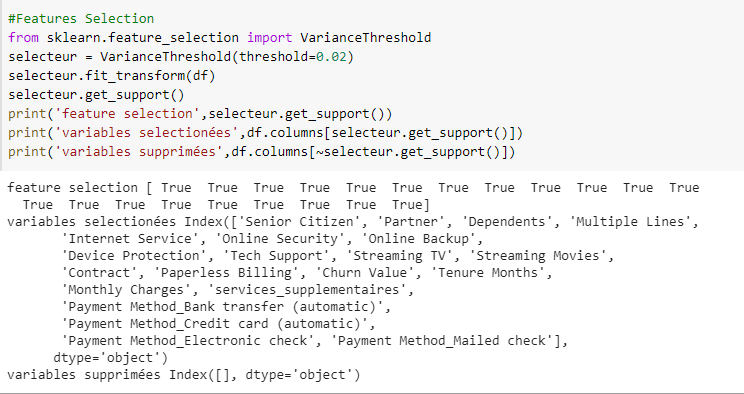 #Features Selection
from sklearn.feature_selection import VarianceThreshold
selecteur = VarianceThreshold(threshold=0.02)
selecteur.fit_transform(df)
selecteur.get_support()
print('feature selection',selecteur.get_support())
print('variables selectionées',df.columns[selecteur.get_support()])
print('variables supprimées',df.columns[~selecteur.get_support()])
feature selection [ True  True  True  True  True  True  True  True  True  True  True  True
  True  True  True  True  True  True  True  True  True]
variables selectionées Index(['Senior Citizen', 'Partner', 'Dependents', 'Multiple Lines',
       'Internet Service', 'Online Security', 'Online Backup',
       'Device Protection', 'Tech Support', 'Streaming TV', 'Streaming Movies',
       'Contract', 'Paperless Billing', 'Churn Value', 'Tenure Months',
       'Monthly Charges', 'services_supplementaires',
       'Payment Method_Bank transfer (automatic)',
       'Payment Method_Credit card (automatic)',
       'Payment Method_Electronic check', 'Payment Method_Mailed check'],
      dtype='object')
variables supprimées Index([], dtype='object')